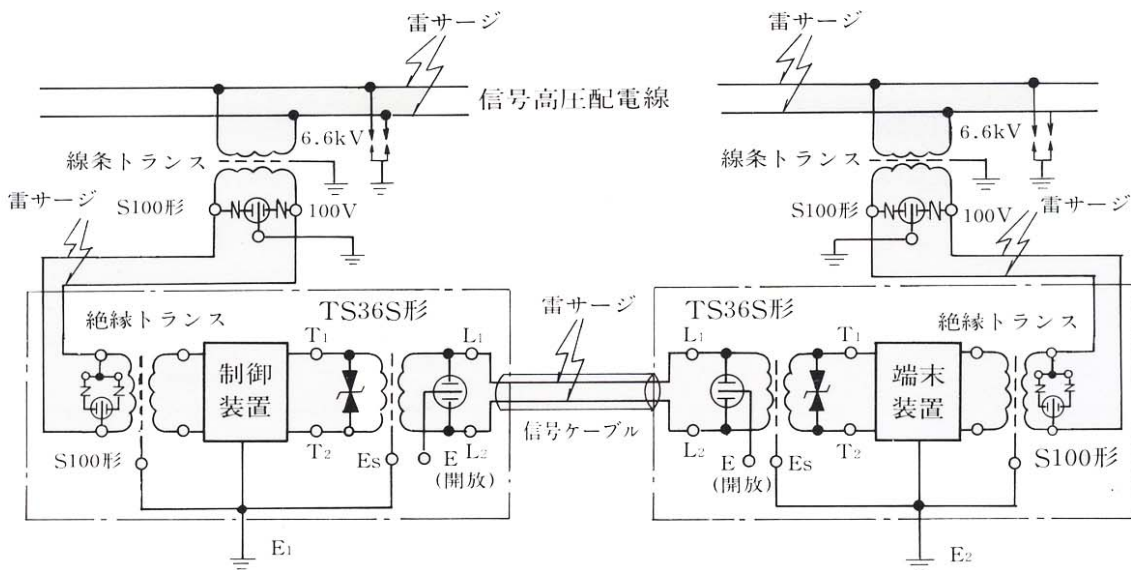 雷サージ
雷サージ
信号高圧配電線
6.6kV
6.6kV
線条トランス
線条トランス
雷サージ
S100形
100V
S100形
100V
雷サージ
絶縁トランス
TS36S形
雷サージ
TS36S形
絶縁トランス
T1
L1
L1
T1
制御
装置
端末
装置
信号ケーブル
S100形
T2
Es
E
(開放)
L2
L2
E
(開放)
Es
T2
S100形
E1
E2